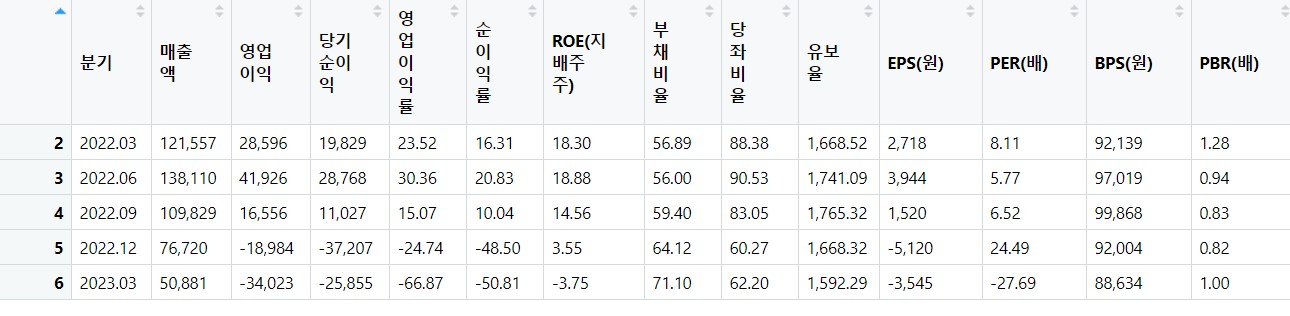 분기 매출액 영업이익 당기순이익 영업이익률 순이익률 ROE(지배주주) 부채비율 당좌비율 유보율 EPS(원) PER(배) BPS(원) PBR(배)
2 2022.03 121,557 28,596 19,829 23.52 16.31 18.30 56.89 88.38 1,668.52 2,718 8.11 92,139 1.28
3 2022.06 138,110 41,926 28,768 30.36 20.83 18.88 56.00 90.53 1,741.09 3,944 5.77 97,019 0.94
4 2022.09 109,829 16,556 11,027 15.07 10.04 14.56 59.40 83.05 1,765.32 1,520 6.52 99,868 0.83
5 2022.12 76,720 -18,984 -37,207 -24.74 -48.50 3.55 64.12 60.27 1,668.32 -5,120 24.49 92,004 0.82
6 2023.03 50,881 -34,023 -25,855 -66.87 -50.81 -3.75 71.10 62.20 1,592.29 -3,545 -27.69 88,634 1.00